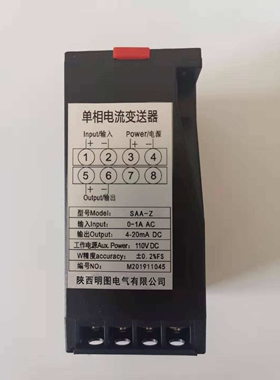 单相电流变送器
Input/输入 Power/电源
+ - + -
① ② ③ ④
⑤ ⑥ ⑦ ⑧
+ -
Output/输出
型号Model: SAA-Z
输入Input: 0-1A AC
输出Output: 4-20mA DC
工作电源Aux. Power: 110V DC
W精度accuracy: ±0.2%FS
编号NO: M201911045
陕西明图电气有限公司